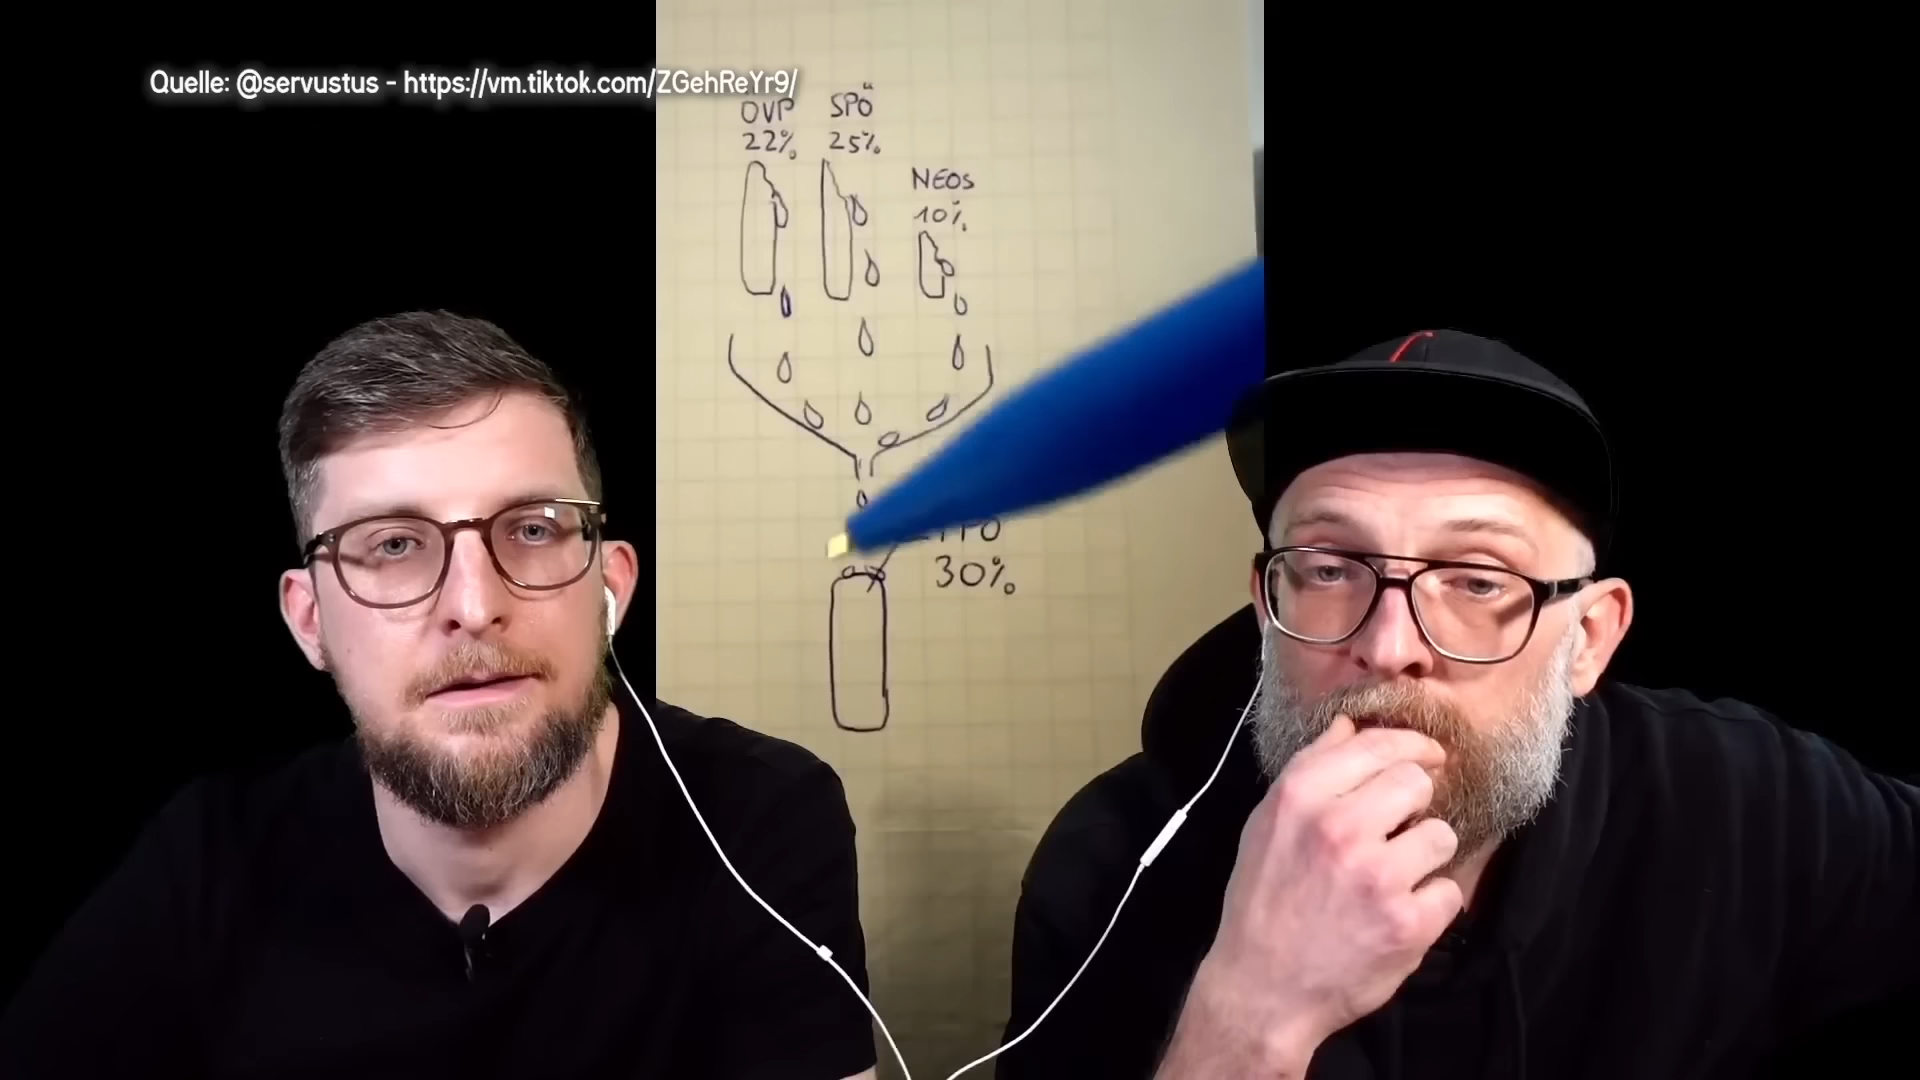 Quelle: @servustus - https://vm.tiktok.com/ZGehReYr9/
ÖVP
22%
SPÖ
25%
NEOS
10%
30%